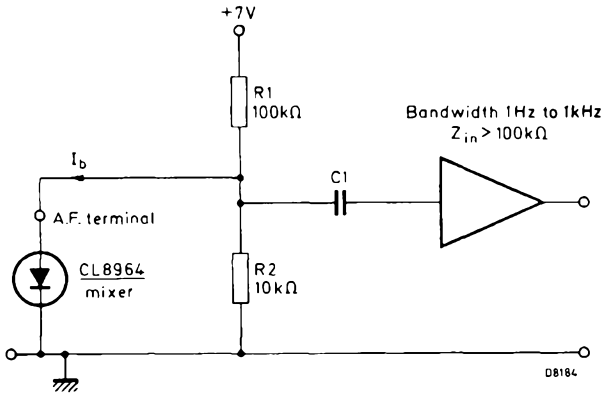 +7V
R1
100kΩ
Bandwidth 1Hz to 1kHz
Zin > 100kΩ
Ib
C1
A.F. terminal
CL8964
mixer
R2
10kΩ
D8184